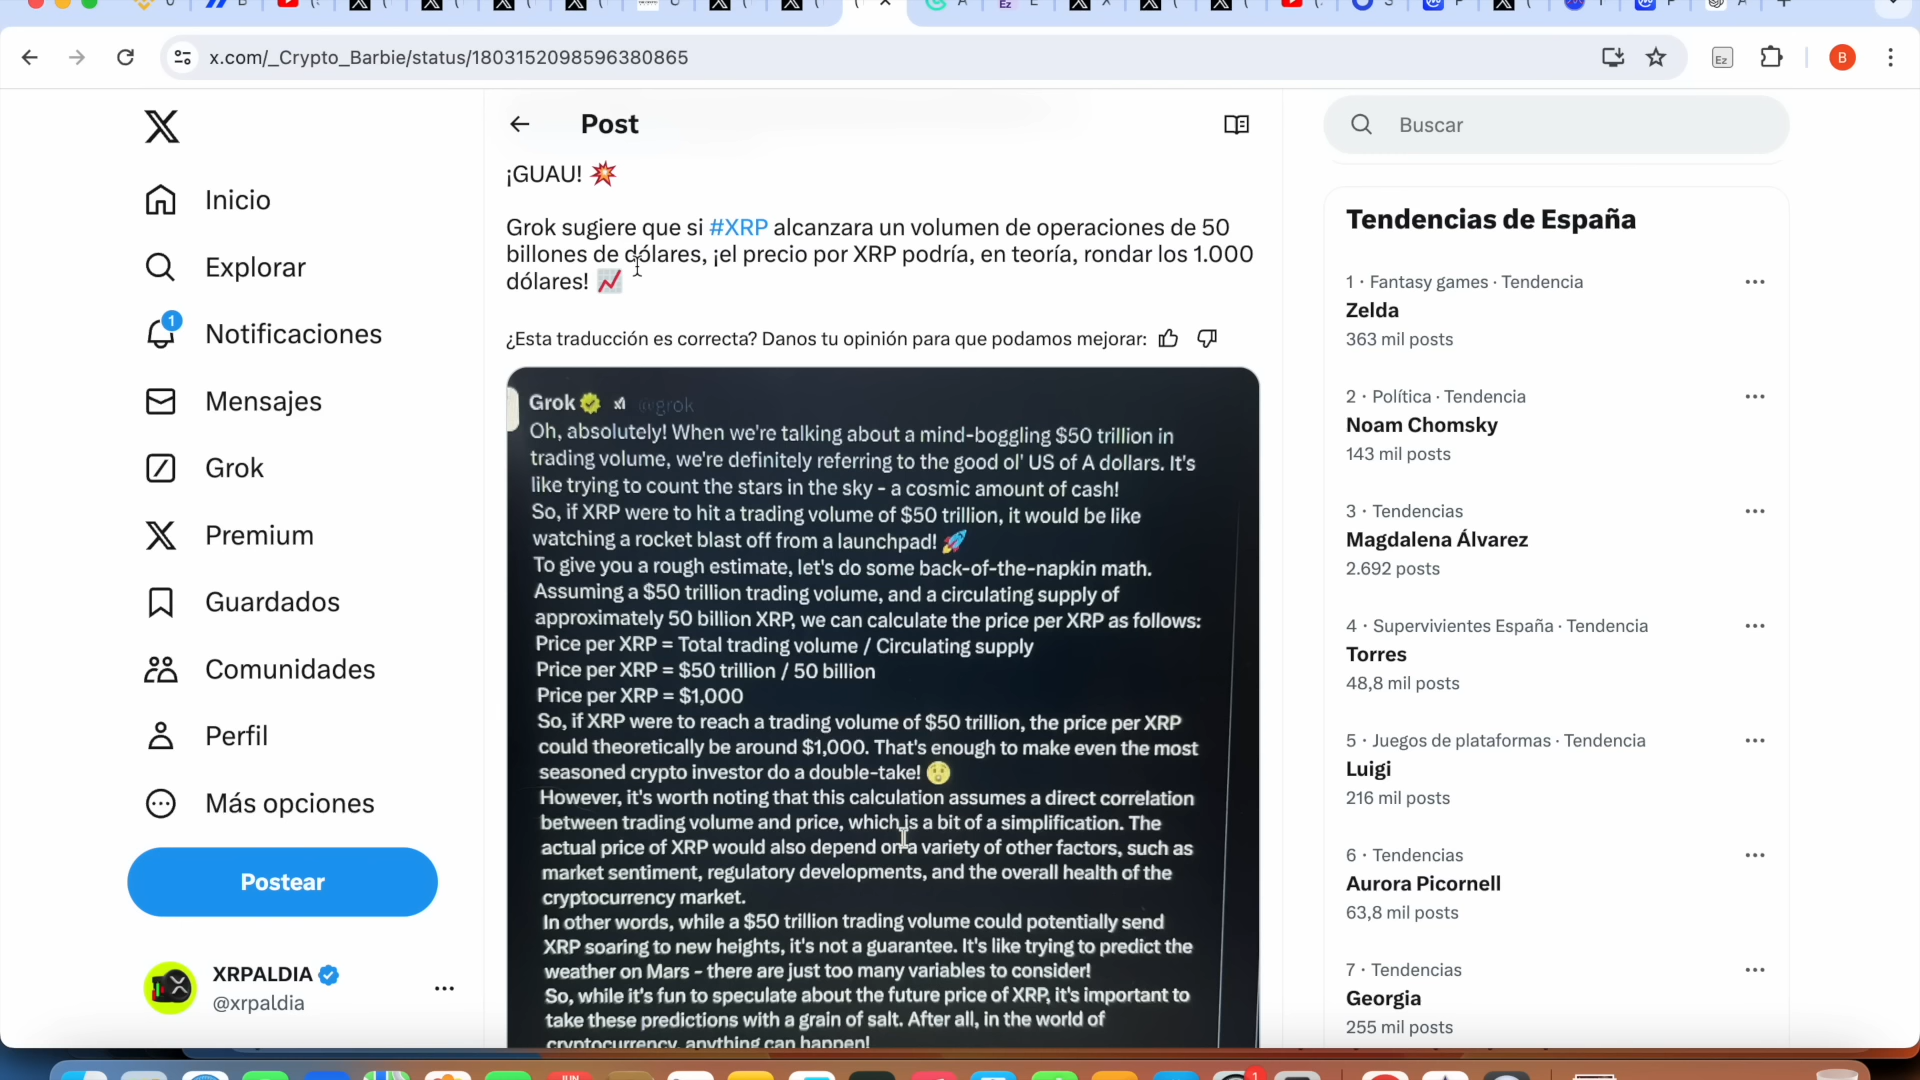 x.com/_Crypto_Barbie/status/1803152098596380865
Ez
B
Post
¡GUAU! 💥
Grok sugiere que si #XRP alcanzara un volumen de operaciones de 50
billones de dólares, ¡el precio por XRP podría, en teoría, rondar los 1.000
dólares! 📈
¿Esta traducción es correcta? Danos tu opinión para que podamos mejorar:
Grok @grok
Oh, absolutely! When we're talking about a mind-boggling $50 trillion in
trading volume, we're definitely referring to the good ol' US of A dollars. It's
like trying to count the stars in the sky - a cosmic amount of cash!
So, if XRP were to hit a trading volume of $50 trillion, it would be like
watching a rocket blast off from a launchpad! 🚀
To give you a rough estimate, let's do some back-of-the-napkin math.
Assuming a $50 trillion trading volume, and a circulating supply of
approximately 50 billion XRP, we can calculate the price per XRP as follows:
Price per XRP = Total trading volume / Circulating supply
Price per XRP = $50 trillion / 50 billion
Price per XRP = $1,000
So, if XRP were to reach a trading volume of $50 trillion, the price per XRP
could theoretically be around $1,000. That's enough to make even the most
seasoned crypto investor do a double-take! 😲
However, it's worth noting that this calculation assumes a direct correlation
between trading volume and price, which is a bit of a simplification. The
actual price of XRP would also depend on a variety of other factors, such as
market sentiment, regulatory developments, and the overall health of the
cryptocurrency market.
In other words, while a $50 trillion trading volume could potentially send
XRP soaring to new heights, it's not a guarantee. It's like trying to predict the
weather on Mars - there are just too many variables to consider!
So, while it's fun to speculate about the future price of XRP, it's important to
take these predictions with a grain of salt. After all, in the world of
cryptocurrency, anything can happen!
Inicio
Explorar
1
Notificaciones
Mensajes
Grok
Premium
Guardados
Comunidades
Perfil
Más opciones
Postear
XRPALDIA
@xrpaldia
Buscar
Tendencias de España
1 · Fantasy games · Tendencia
Zelda
363 mil posts
2 · Política · Tendencia
Noam Chomsky
143 mil posts
3 · Tendencias
Magdalena Álvarez
2.692 posts
4 · Supervivientes España · Tendencia
Torres
48,8 mil posts
5 · Juegos de plataformas · Tendencia
Luigi
216 mil posts
6 · Tendencias
Aurora Picornell
63,8 mil posts
7 · Tendencias
Georgia
255 mil posts
JUN
1